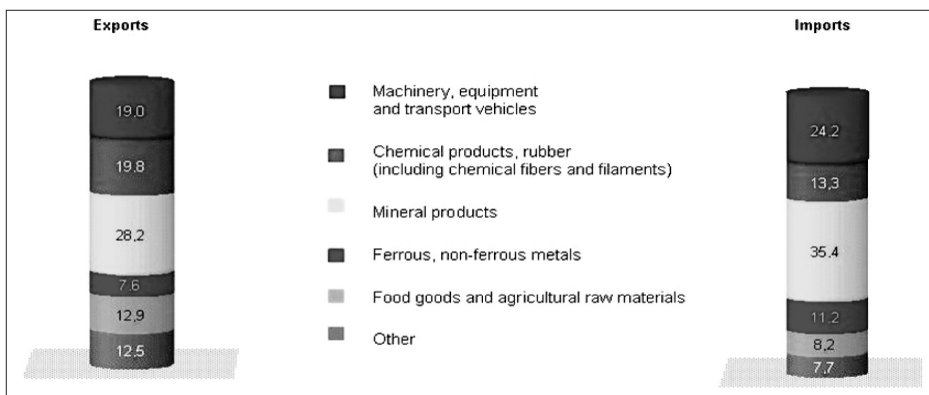 Exports
Imports
19.0
19.8
28,2
7.6
12,9
12.5
Machinery, equipment
and transport vehicles
Chemical products, rubber
(including chemical fibers and filaments)
Mineral products
Ferrous, non-ferrous metals
Food goods and agricultural raw materials
Other
24.2
13,3
35.4
11.2
8,2
7.7